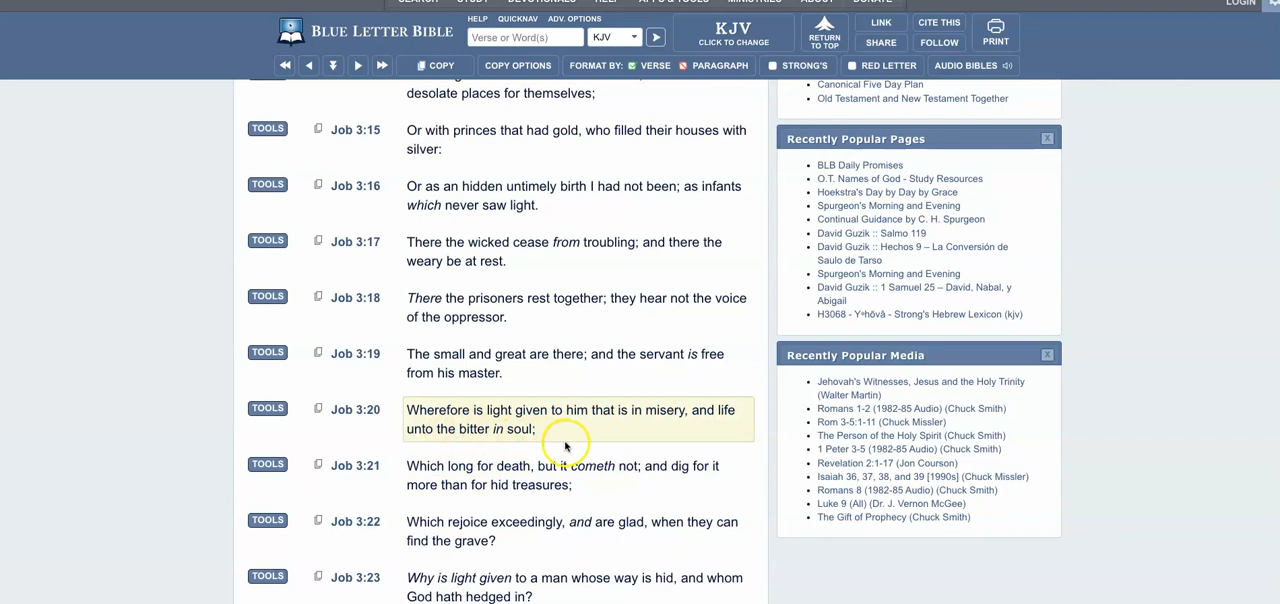 SEARCH STUDY DEVOTIONALS HELP APPS & TOOLS MINISTRIES ABOUT DONATE
LOGIN
BLUE LETTER BIBLE
HELP QUICKNAV ADV. OPTIONS
Verse or Word(s) KJV
KJV
CLICK TO CHANGE
RETURN
TO TOP
LINK CITE THIS
SHARE FOLLOW
PRINT
COPY COPY OPTIONS FORMAT BY: VERSE PARAGRAPH STRONG'S RED LETTER AUDIO BIBLES
desolate places for themselves;
TOOLS Job 3:15 Or with princes that had gold, who filled their houses with
silver:
TOOLS Job 3:16 Or as an hidden untimely birth I had not been; as infants
which never saw light.
TOOLS Job 3:17 There the wicked cease from troubling; and there the
weary be at rest.
TOOLS Job 3:18 There the prisoners rest together; they hear not the voice
of the oppressor.
TOOLS Job 3:19 The small and great are there; and the servant is free
from his master.
TOOLS Job 3:20 Wherefore is light given to him that is in misery, and life
unto the bitter in soul;
TOOLS Job 3:21 Which long for death, but it cometh not; and dig for it
more than for hid treasures;
TOOLS Job 3:22 Which rejoice exceedingly, and are glad, when they can
find the grave?
TOOLS Job 3:23 Why is light given to a man whose way is hid, and whom
God hath hedged in?
Canonical Five Day Plan
Old Testament and New Testament Together
Recently Popular Pages x
BLB Daily Promises
O.T. Names of God - Study Resources
Hoekstra's Day by Day by Grace
Spurgeon's Morning and Evening
Continual Guidance by C. H. Spurgeon
David Guzik :: Salmo 119
David Guzik :: Hechos 9 – La Conversión de
Saulo de Tarso
Spurgeon's Morning and Evening
David Guzik :: 1 Samuel 25 – David, Nabal, y
Abigail
H3068 - Yᵉhōvâ - Strong's Hebrew Lexicon (kjv)
Recently Popular Media x
Jehovah's Witnesses, Jesus and the Holy Trinity
(Walter Martin)
Romans 1-2 (1982-85 Audio) (Chuck Smith)
Rom 3-5:1-11 (Chuck Missler)
The Person of the Holy Spirit (Chuck Smith)
1 Peter 3-5 (1982-85 Audio) (Chuck Smith)
Revelation 2:1-17 (Jon Courson)
Isaiah 36, 37, 38, and 39 [1990s] (Chuck Missler)
Romans 8 (1982-85 Audio) (Chuck Smith)
Luke 9 (All) (Dr. J. Vernon McGee)
The Gift of Prophecy (Chuck Smith)